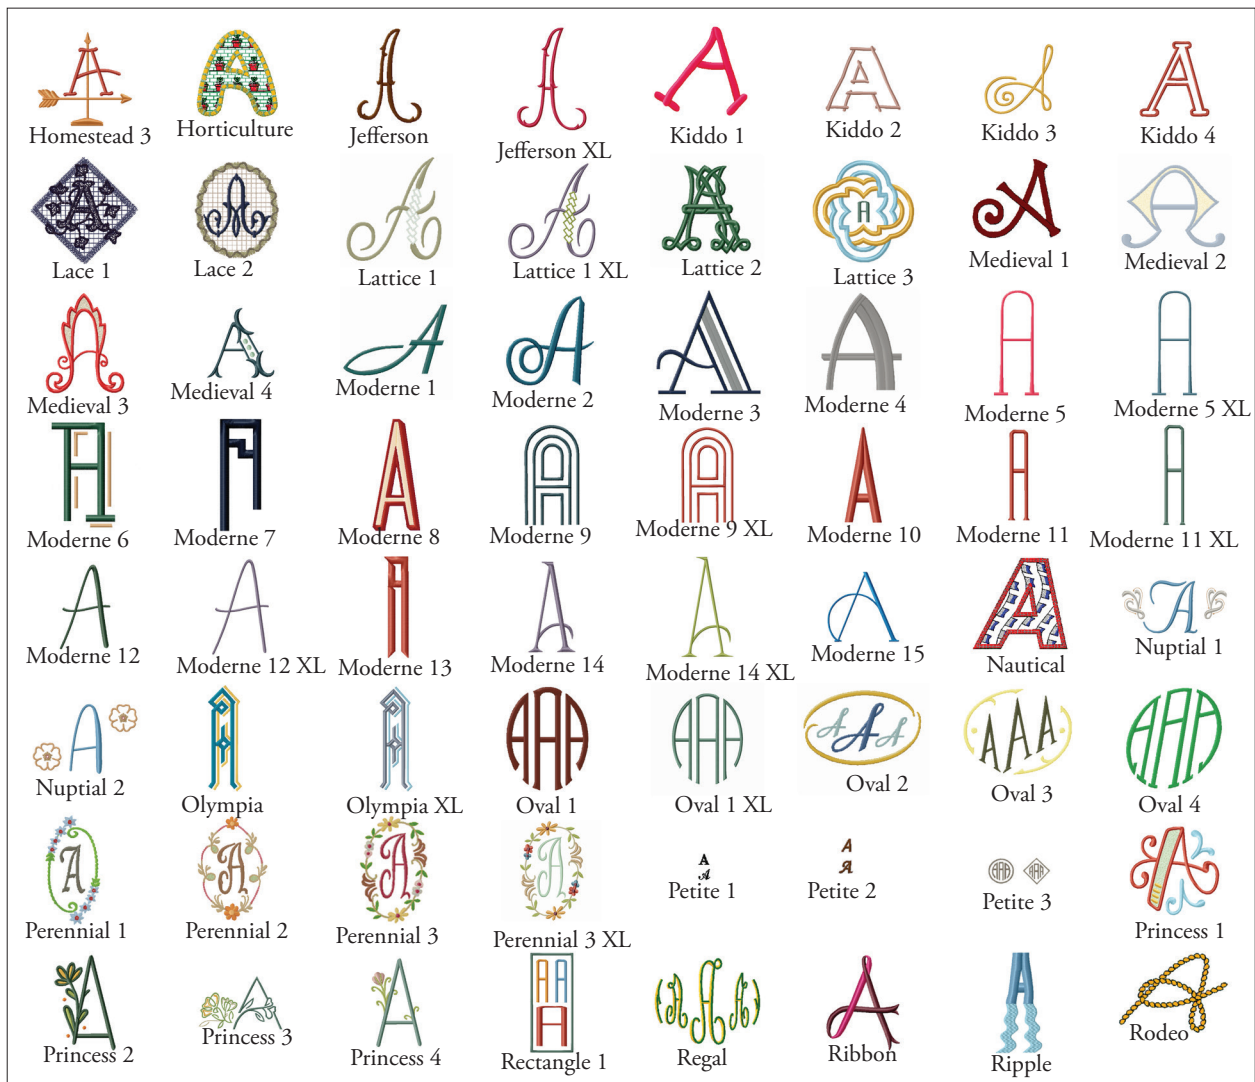 Homestead 3
Horticulture
Jefferson
Jefferson XL
Kiddo 1
Kiddo 2
Kiddo 3
Kiddo 4
Lace 1
Lace 2
Lattice 1
Lattice 1 XL
Lattice 2
Lattice 3
Medieval 1
Medieval 2
Medieval 3
Medieval 4
Moderne 1
Moderne 2
Moderne 3
Moderne 4
Moderne 5
Moderne 5 XL
Moderne 6
Moderne 7
Moderne 8
Moderne 9
Moderne 9 XL
Moderne 10
Moderne 11
Moderne 11 XL
Moderne 12
Moderne 12 XL
Moderne 13
Moderne 14
Moderne 14 XL
Moderne 15
Nautical
Nuptial 1
Nuptial 2
Olympia
Olympia XL
Oval 1
Oval 1 XL
Oval 2
Oval 3
Oval 4
Perennial 1
Perennial 2
Perennial 3
Perennial 3 XL
Petite 1
Petite 2
Petite 3
Princess 1
Princess 2
Princess 3
Princess 4
Rectangle 1
Regal
Ribbon
Ripple
Rodeo